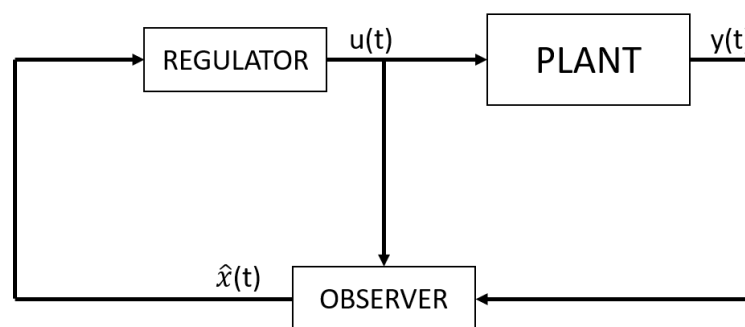 REGULATOR
u(t)
PLANT
y(t)
x̂(t)
OBSERVER